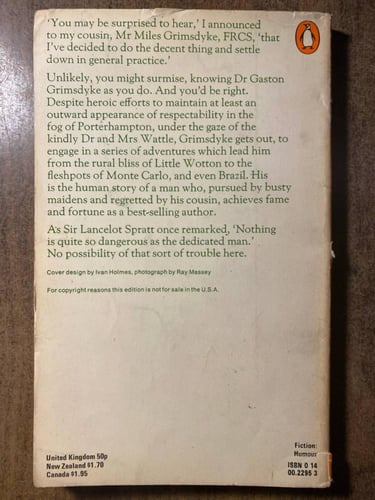 'You may be surprised to hear,' I announced
to my cousin, Mr Miles Grimsdyke, FRCS, 'that
I've decided to do the decent thing and settle
down in general practice.'
Unlikely, you might surmise, knowing Dr Gaston
Grimsdyke as you do. And you'd be right.
Despite heroic efforts to maintain at least an
outward appearance of respectability in the
fog of Porterhampton, under the gaze of the
kindly Dr and Mrs Wattle, Grimsdyke gets out, to
engage in a series of adventures which lead him
from the rural bliss of Little Wotton to the
fleshpots of Monte Carlo, and even Brazil. His
is the human story of a man who, pursued by busty
maidens and regretted by his cousin, achieves fame
and fortune as a best-selling author.
As Sir Lancelot Spratt once remarked, 'Nothing
is quite so dangerous as the dedicated man.'
No possibility of that sort of trouble here.
Cover design by Ivan Holmes, photograph by Ray Massey
For copyright reasons this edition is not for sale in the U.S.A.
United Kingdom 50p
New Zealand $1.70
Canada $1.95
Fiction:
Humour
ISBN 0 14
00.2295 3